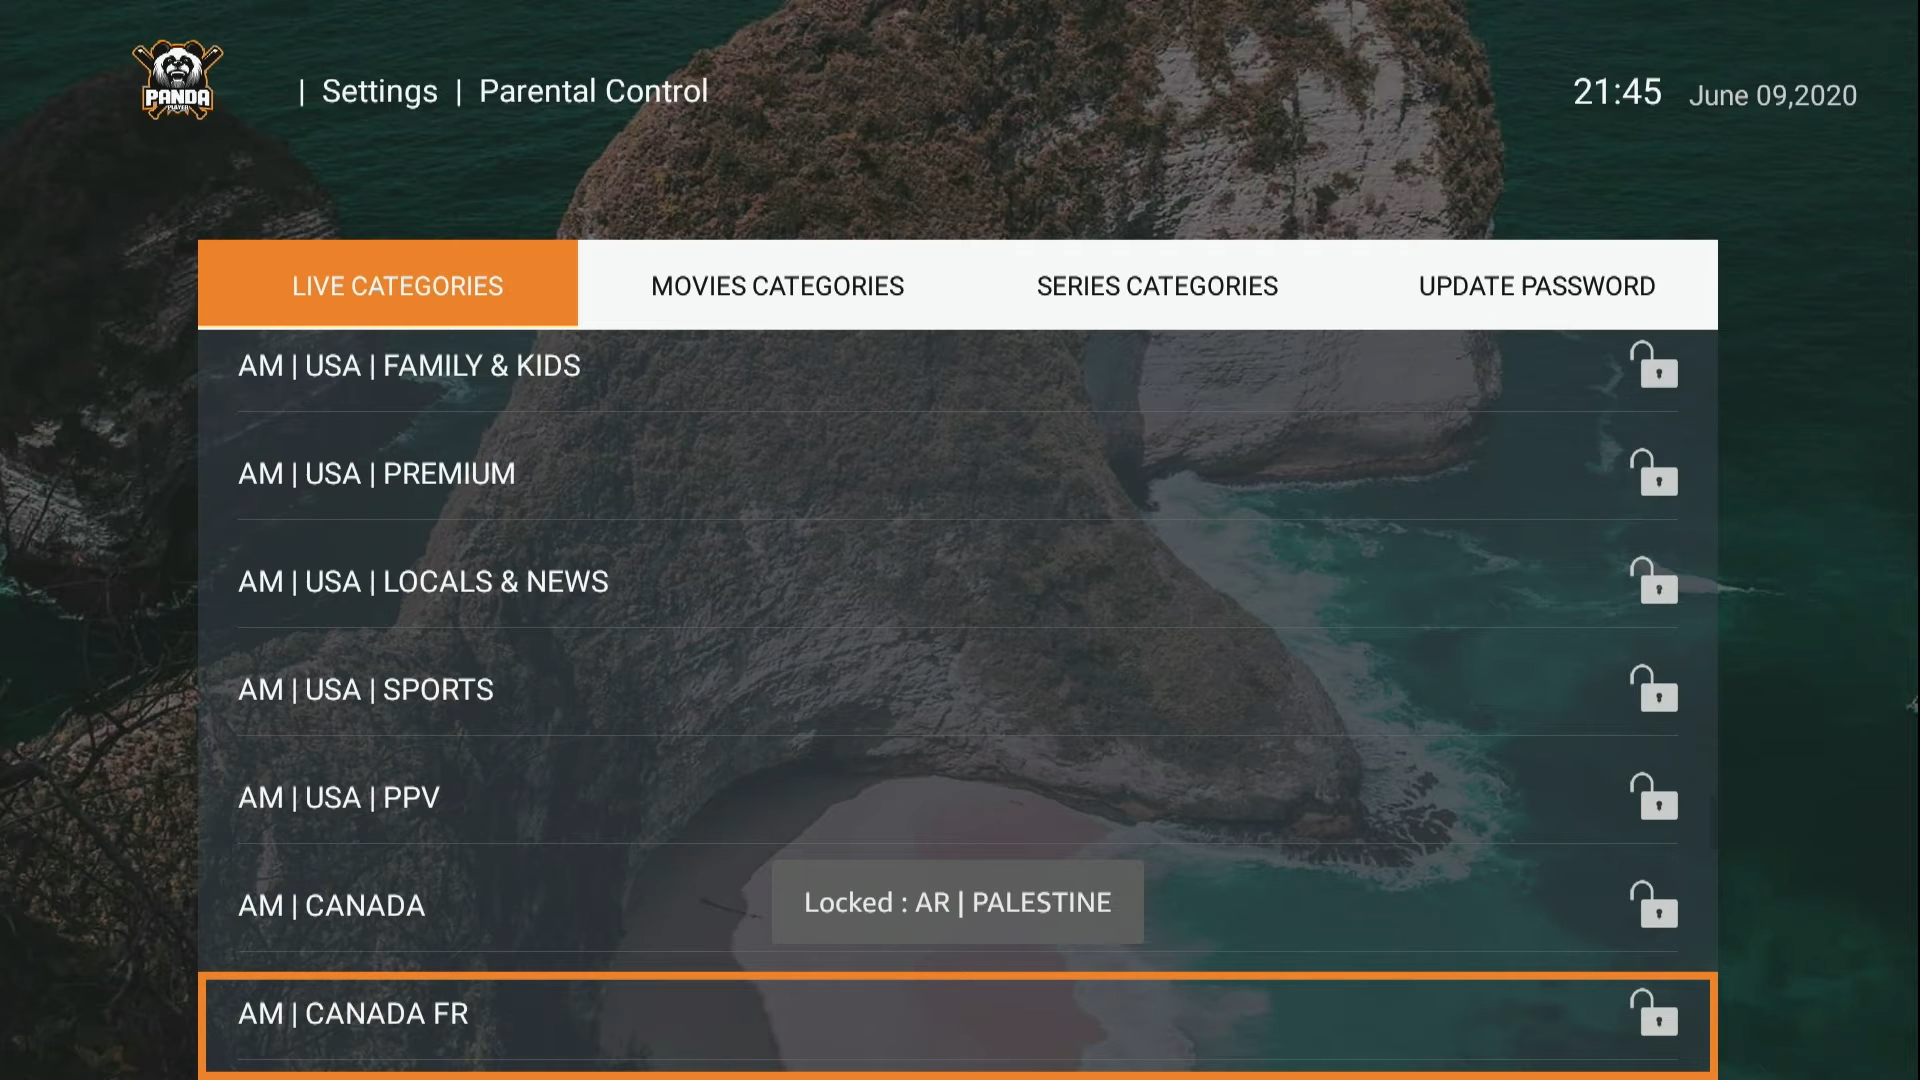 PANDA
PLAYER
| Settings | Parental Control
21:45 June 09,2020
LIVE CATEGORIES MOVIES CATEGORIES SERIES CATEGORIES UPDATE PASSWORD
AM | USA | FAMILY & KIDS
AM | USA | PREMIUM
AM | USA | LOCALS & NEWS
AM | USA | SPORTS
AM | USA | PPV
AM | CANADA
Locked : AR | PALESTINE
AM | CANADA FR